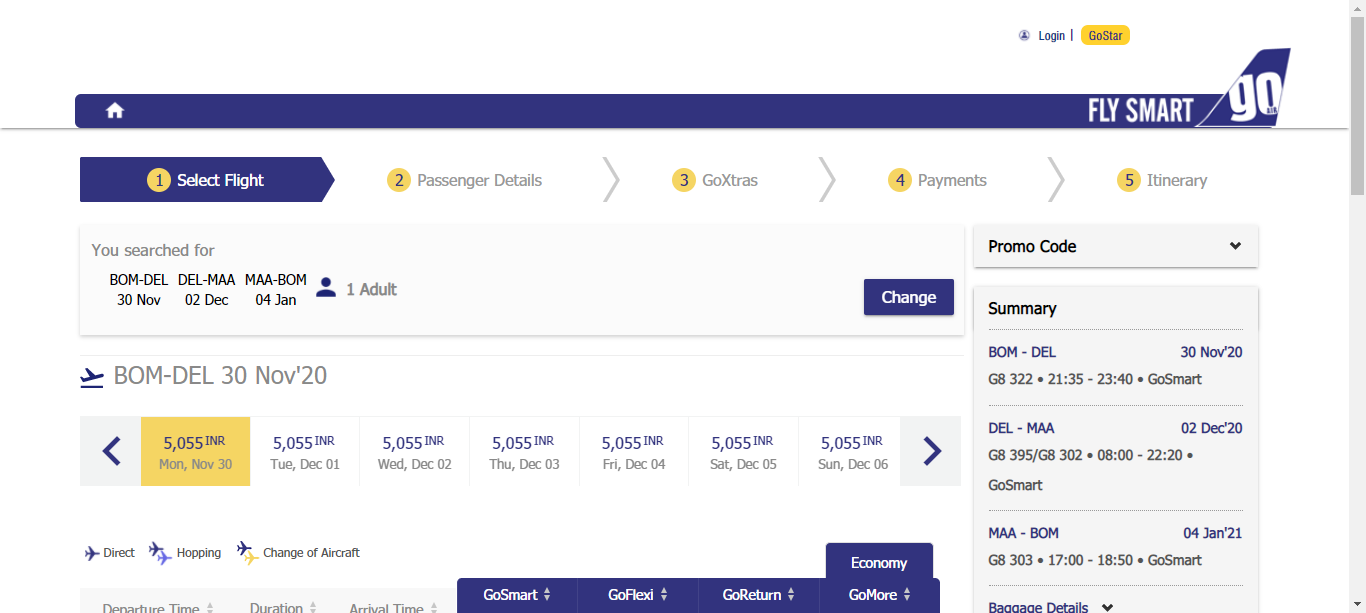 Login | GoStar
FLY SMART go AIR
1 Select Flight
2 Passenger Details
3 GoXtras
4 Payments
5 Itinerary
You searched for
BOM-DEL DEL-MAA MAA-BOM
30 Nov 02 Dec 04 Jan
1 Adult
Change
BOM-DEL 30 Nov'20
5,055 INR 5,055 INR 5,055 INR 5,055 INR 5,055 INR 5,055 INR 5,055 INR
Mon, Nov 30 Tue, Dec 01 Wed, Dec 02 Thu, Dec 03 Fri, Dec 04 Sat, Dec 05 Sun, Dec 06
Direct Hopping Change of Aircraft
Economy
Departure Time Duration Arrival Time GoSmart GoFlexi GoReturn GoMore
Promo Code
Summary
BOM - DEL 30 Nov'20
G8 322 • 21:35 - 23:40 • GoSmart
DEL - MAA 02 Dec'20
G8 395/G8 302 • 08:00 - 22:20 •
GoSmart
MAA - BOM 04 Jan'21
G8 303 • 17:00 - 18:50 • GoSmart
Baggage Details